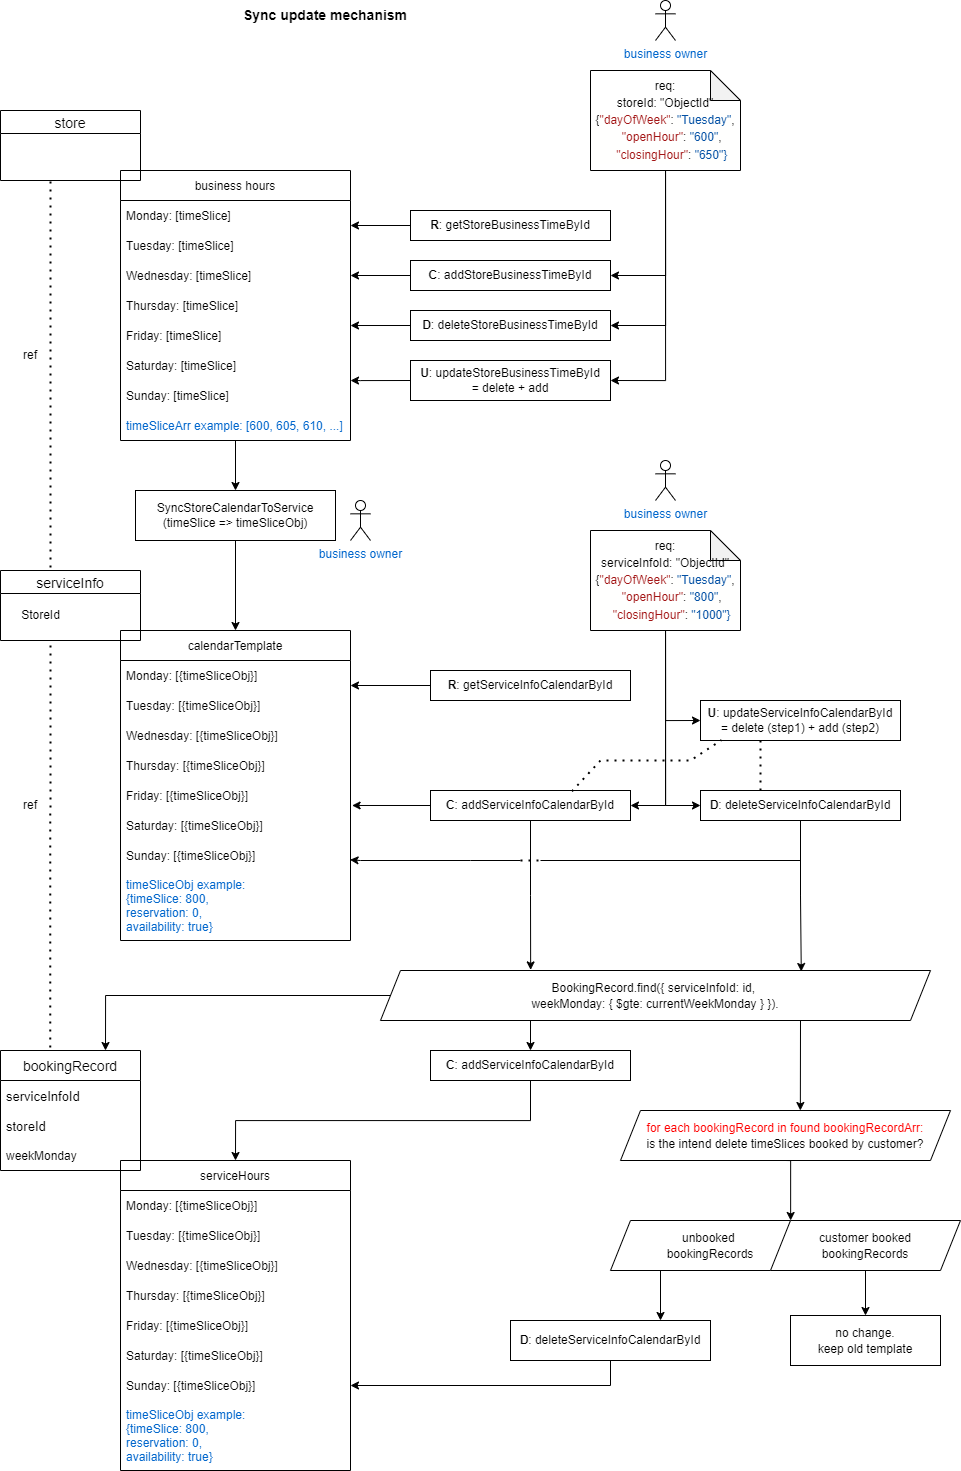 Sync update mechanism
business owner
req:
storeId: "ObjectId"
{"dayOfWeek": "Tuesday",
"openHour": "600",
"closingHour": "650"}
store
business hours
Monday: [timeSlice]
Tuesday: [timeSlice]
Wednesday: [timeSlice]
Thursday: [timeSlice]
Friday: [timeSlice]
Saturday: [timeSlice]
Sunday: [timeSlice]
timeSliceArr example: [600, 605, 610, ...]
R: getStoreBusinessTimeById
C: addStoreBusinessTimeById
D: deleteStoreBusinessTimeById
U: updateStoreBusinessTimeById
= delete + add
ref
SyncStoreCalendarToService
(timeSlice => timeSliceObj)
business owner
business owner
req:
serviceInfoId: "ObjectId"
{"dayOfWeek": "Tuesday",
"openHour": "800",
"closingHour": "1000"}
serviceInfo
StoreId
calendarTemplate
Monday: [{timeSliceObj}]
Tuesday: [{timeSliceObj}]
Wednesday: [{timeSliceObj}]
Thursday: [{timeSliceObj}]
Friday: [{timeSliceObj}]
Saturday: [{timeSliceObj}]
Sunday: [{timeSliceObj}]
timeSliceObj example:
{timeSlice: 800,
reservation: 0,
availability: true}
R: getServiceInfoCalendarById
U: updateServiceInfoCalendarById
= delete (step1) + add (step2)
C: addServiceInfoCalendarById
D: deleteServiceInfoCalendarById
ref
BookingRecord.find({ serviceInfoId: id,
weekMonday: { $gte: currentWeekMonday } }).
bookingRecord
serviceInfoId
storeId
weekMonday
C: addServiceInfoCalendarById
for each bookingRecord in found bookingRecordArr:
is the intend delete timeSlices booked by customer?
serviceHours
Monday: [{timeSliceObj}]
Tuesday: [{timeSliceObj}]
Wednesday: [{timeSliceObj}]
Thursday: [{timeSliceObj}]
Friday: [{timeSliceObj}]
Saturday: [{timeSliceObj}]
Sunday: [{timeSliceObj}]
timeSliceObj example:
{timeSlice: 800,
reservation: 0,
availability: true}
unbooked
bookingRecords
customer booked
bookingRecords
D: deleteServiceInfoCalendarById
no change.
keep old template